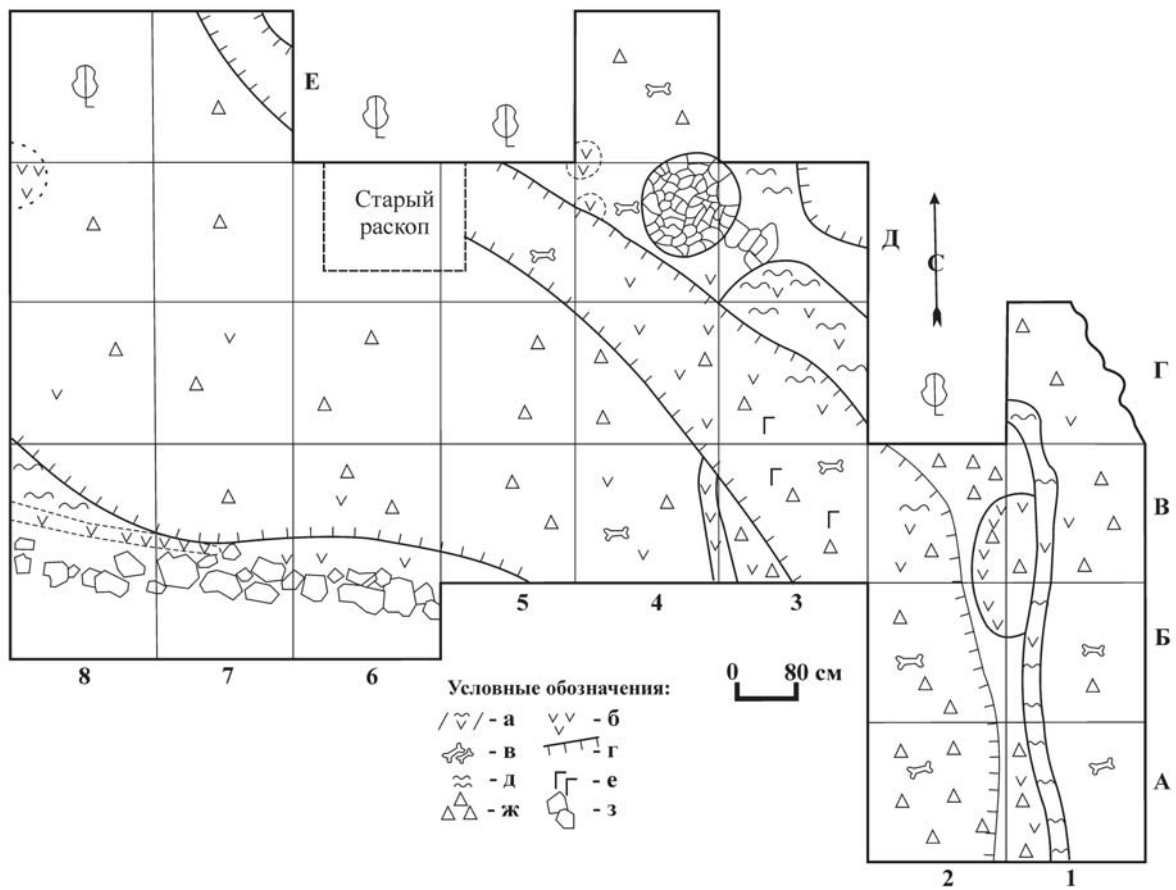 Е
Старый
раскоп
Д
С
Г
В
5 4 3
Б
8 7 6
0 80 см
Условные обозначения:
- а - б
- в - г
- д - е
- ж - з
А
2 1